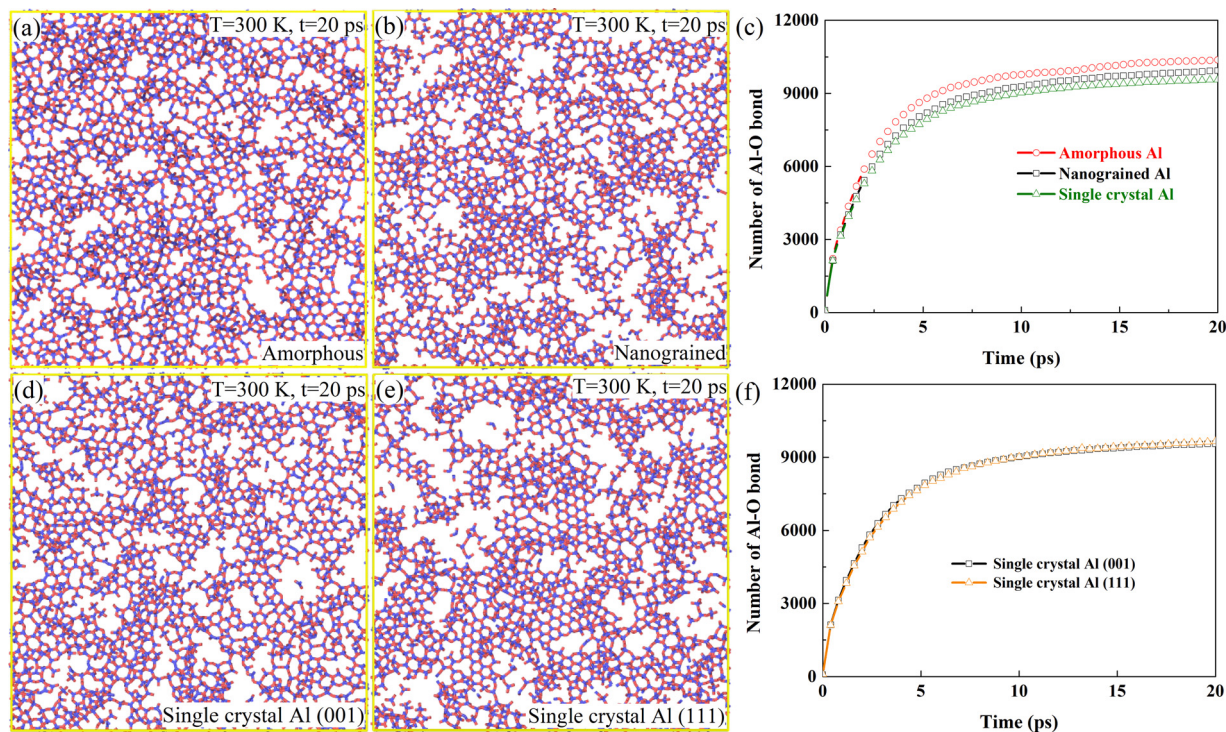 (a)
T=300 K, t=20 ps
Amorphous
(b)
T=300 K, t=20 ps
Nanograined
(c)
12000
9000
6000
3000
0
Number of Al-O bond
Amorphous Al
Nanograined Al
Single crystal Al
0 5 10 15 20
Time (ps)
(d)
T=300 K, t=20 ps
Single crystal Al (001)
(e)
T=300 K, t=20 ps
Single crystal Al (111)
(f)
12000
9000
6000
3000
0
Number of Al-O bond
Single crystal Al (001)
Single crystal Al (111)
0 5 10 15 20
Time (ps)